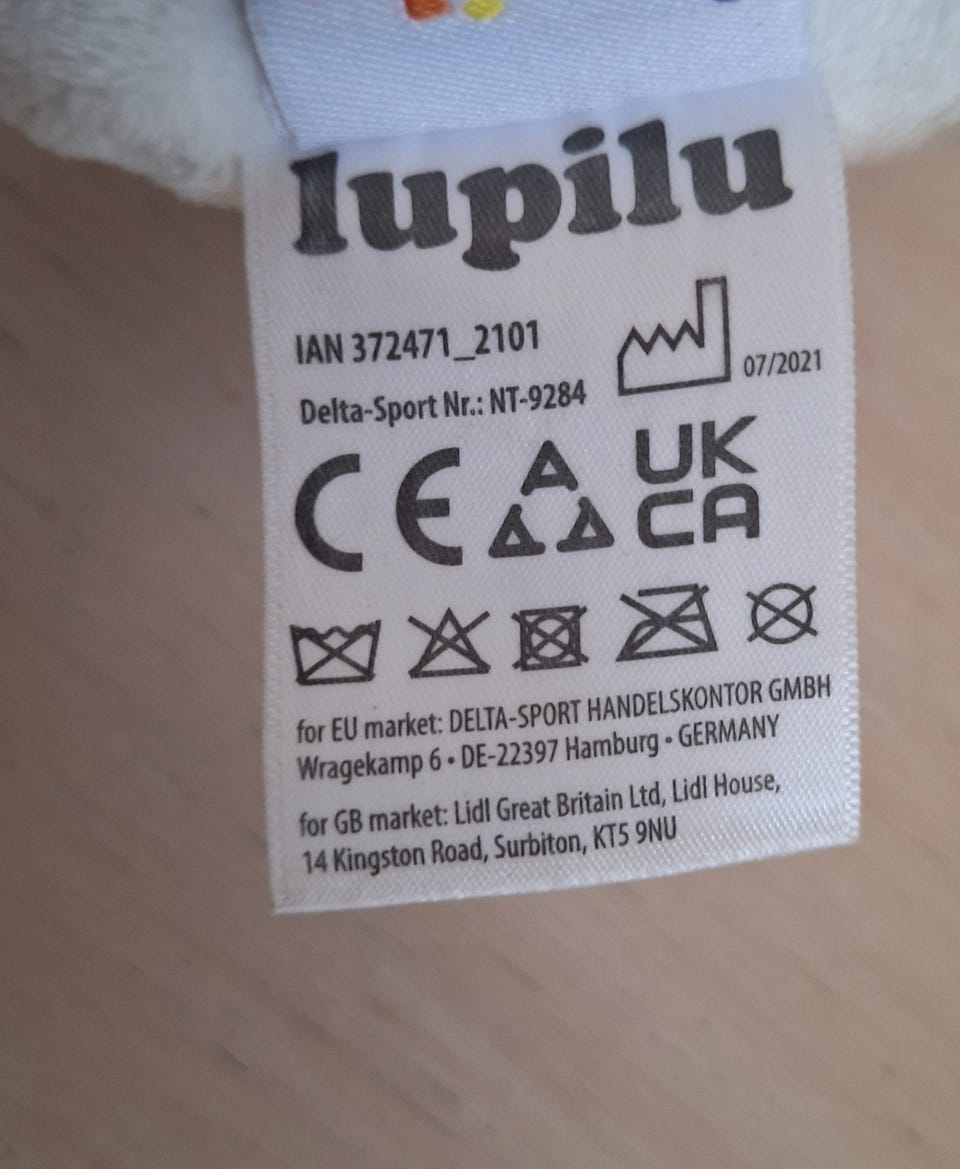 lupilu
IAN 372471_2101
07/2021
Delta-Sport Nr.: NT-9284
CE
UK
CA
for EU market: DELTA-SPORT HANDELSKONTOR GMBH
Wragekamp 6 • DE-22397 Hamburg • GERMANY
for GB market: Lidl Great Britain Ltd, Lidl House,
14 Kingston Road, Surbiton, KT5 9NU